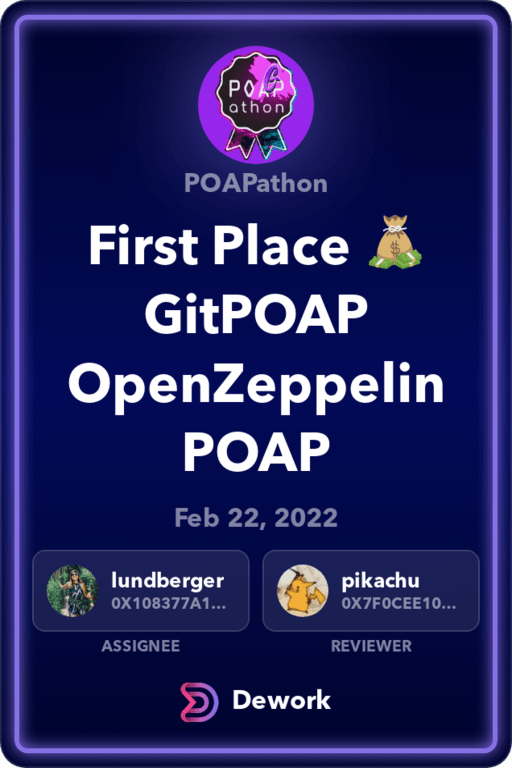 POAP
athon
POAPathon
First Place 💰
GitPOAP
OpenZeppelin
POAP
Feb 22, 2022
lundberger
0X108377A1...
pikachu
0X7F0CEE10...
ASSIGNEE
REVIEWER
Dework